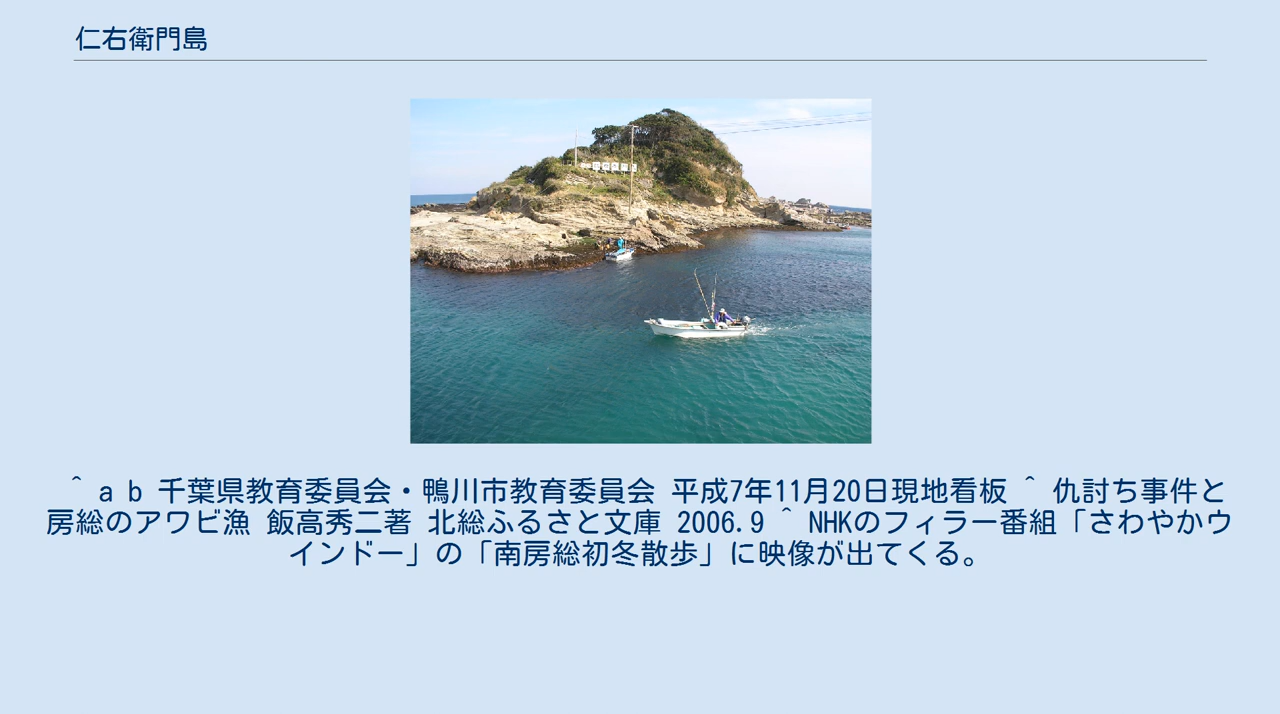 仁右衛門島
^ a b 千葉県教育委員会・鴨川市教育委員会 平成7年11月20日現地看板 ^ 仇討ち事件と
房総のアワビ漁 飯高秀二著 北総ふるさと文庫 2006.9 ^ NHKのフィラー番組「さわやかウ
インドー」の「南房総初冬散歩」に映像が出てくる。